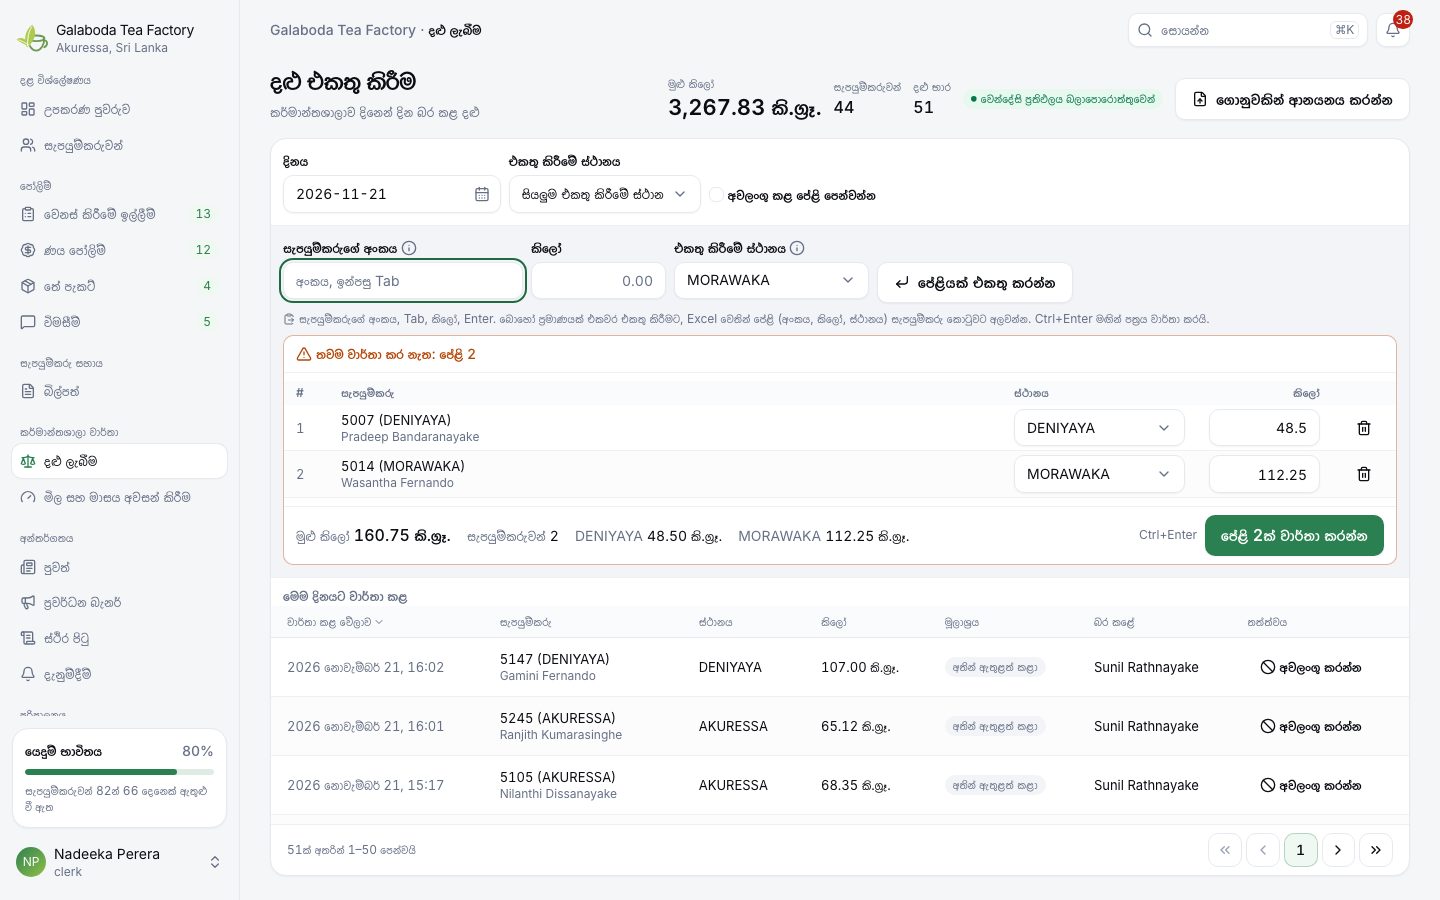 Galaboda Tea Factory
Akuressa, Sri Lanka
දළු විශ්ලේෂණය
උපකරණ පුවරුව
සැපයුම්කරුවන්
පෝලිම්
වෙනස් කිරීමේ ඉල්ලීම් 13
ණය පෝලිම් 12
තේ පැකට් 4
විමසීම් 5
සැපයුම්කරු සහාය
බිල්පත්
කර්මාන්තශාලා වාර්තා
දළු ලැබීම්
මිල සහ මාසය අවසන් කිරීම
අන්තර්ගතය
පුවත්
ප්‍රවර්ධන බැනර්
ස්ථිර පිටු
දැනුම්දීම්
පරිපාලනය
යෙදුම් භාවිතය 80%
සැපයුම්කරුවන් 82න් 66 දෙනෙක් ඇතුළු
වී ඇත
NP
Nadeeka Perera
clerk
Galaboda Tea Factory · දළු ලැබීම්
සොයන්න ⌘K
38
දළු එකතු කිරීම්
කර්මාන්තශාලාව දිනෙන් දින බර කළ දළු
මුළු කිලෝ
3,267.83 කි.ග්‍රෑ.
සැපයුම්කරුවන්
44
දළු භාර
51
වෙන්දේසි ප්‍රතිඵලය බලාපොරොත්තුවෙන්
ගොනුවකින් ආනයනය කරන්න
දිනය
2026-11-21
එකතු කිරීමේ ස්ථානය
සියලුම එකතු කිරීමේ ස්ථාන
අවලංගු කළ පේළි පෙන්වන්න
සැපයුම්කරුගේ අංකය
අංකය, ඉන්පසු Tab
කිලෝ
0.00
එකතු කිරීමේ ස්ථානය
MORAWAKA
පේළියක් එකතු කරන්න
සැපයුම්කරුගේ අංකය, Tab, කිලෝ, Enter. බොහෝ ප්‍රමාණයක් එකවර එකතු කිරීමට, Excel වෙතින් පේළි (අංකය, කිලෝ, ස්ථානය) සැපයුම්කරු කොටුවට අලවන්න. Ctrl+Enter මඟින් පත්‍රය වාර්තා කරයි.
තවම වාර්තා කර නැත: පේළි 2
# සැපයුම්කරු ස්ථානය කිලෝ
1 5007 (DENIYAYA) DENIYAYA 48.5
Pradeep Bandaranayake
2 5014 (MORAWAKA) MORAWAKA 112.25
Wasantha Fernando
මුළු කිලෝ 160.75 කි.ග්‍රෑ. සැපයුම්කරුවන් 2 DENIYAYA 48.50 කි.ග්‍රෑ. MORAWAKA 112.25 කි.ග්‍රෑ. Ctrl+Enter පේළි 2ක් වාර්තා කරන්න
මෙම දිනයට වාර්තා කළ
වාර්තා කළ වේලාව සැපයුම්කරු ස්ථානය කිලෝ මූලාශ්‍රය බර කළේ තත්ත්වය
2026 නොවැම්බර් 21, 16:02 5147 (DENIYAYA) DENIYAYA 107.00 කි.ග්‍රෑ. අතින් ඇතුළත් කළා Sunil Rathnayake අවලංගු කරන්න
Gamini Fernando
2026 නොවැම්බර් 21, 16:01 5245 (AKURESSA) AKURESSA 65.12 කි.ග්‍රෑ. අතින් ඇතුළත් කළා Sunil Rathnayake අවලංගු කරන්න
Ranjith Kumarasinghe
2026 නොවැම්බර් 21, 15:17 5105 (AKURESSA) AKURESSA 68.35 කි.ග්‍රෑ. අතින් ඇතුළත් කළා Sunil Rathnayake අවලංගු කරන්න
Nilanthi Dissanayake
51ක් අතරින් 1–50 පෙන්වයි
1